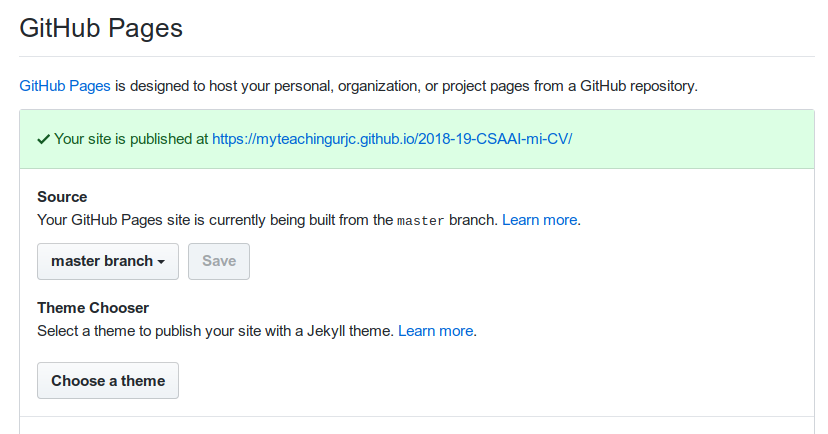 GitHub Pages
GitHub Pages is designed to host your personal, organization, or project pages from a GitHub repository.
Your site is published at https://myteachingurjc.github.io/2018-19-CSAAI-mi-CV/
Source
Your GitHub Pages site is currently being built from the master branch. Learn more.
master branch Save
Theme Chooser
Select a theme to publish your site with a Jekyll theme. Learn more.
Choose a theme